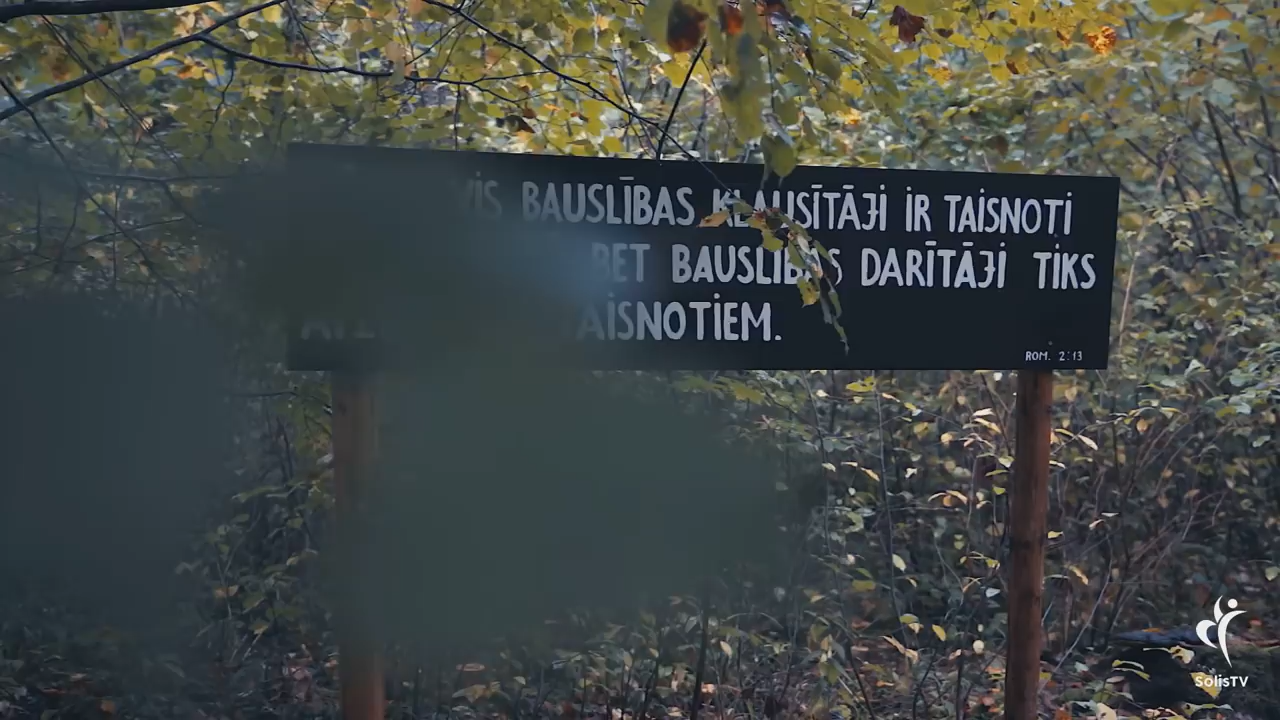 BAUSLĪBAS KLAUSĪTĀJI IR TAISNOTI
BET BAUSLĪBAS DARĪTĀJI TIKS
TAISNOTIEM.
ROM. 2:13
SolisTV